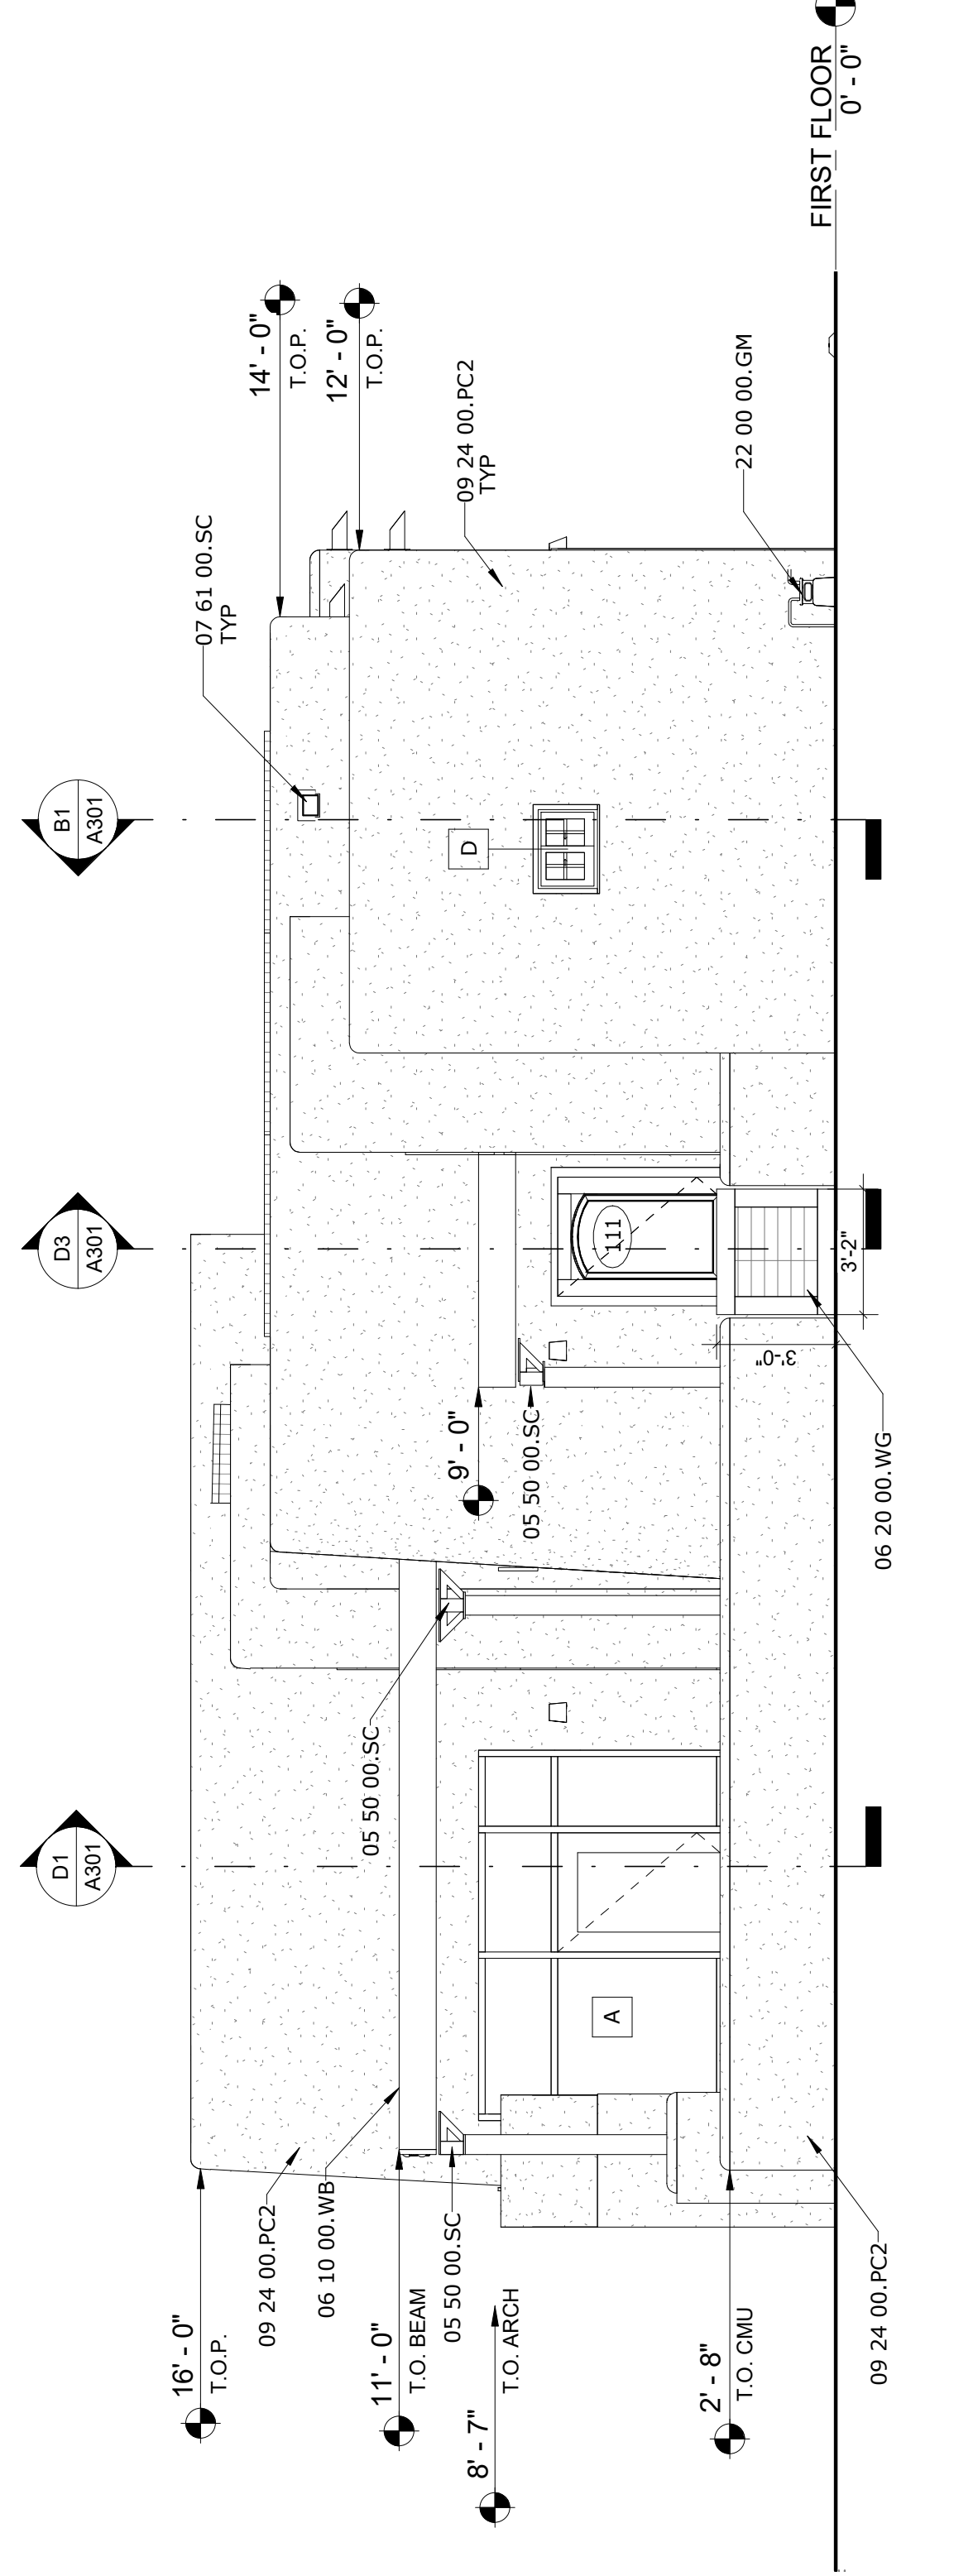 D1
A301
D3
A301
B1
A301
16' - 0"
T.O.P.
09 24 00.PC2
06 10 00.WB
11' - 0"
T.O. BEAM
05 50 00.SC
8' - 7"
T.O. ARCH
2' - 8"
T.O. CMU
09 24 00.PC2
05 50 00.SC
A
9' - 0"
05 50 00.SC
111
3'-0"
3'-2"
06 20 00.WG
D
07 61 00.SC
TYP
14' - 0"
T.O.P.
12' - 0"
T.O.P.
09 24 00.PC2
TYP
22 00 00.GM
FIRST FLOOR
0' - 0"